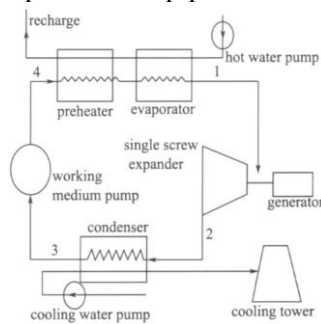 recharge
hot water pump
4
1
preheater
evaporator
single screw
expander
working
medium pump
generator
condenser
2
3
cooling water pump
cooling tower